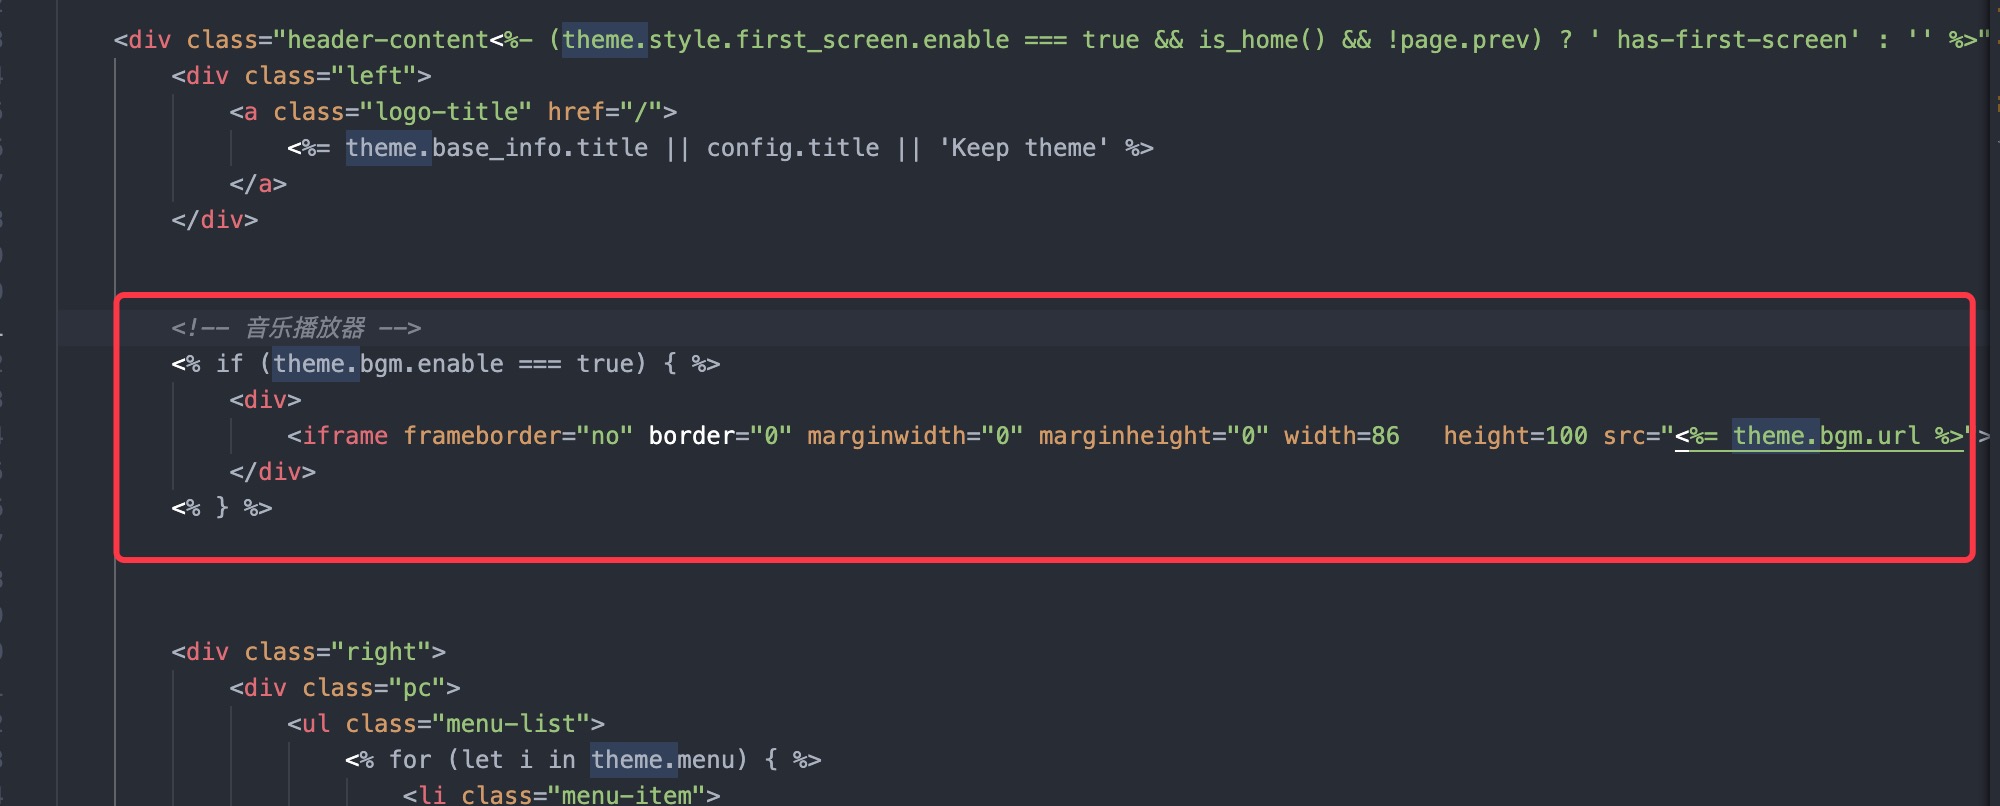 <div class="header-content<%- (theme.style.first_screen.enable === true && is_home() && !page.prev) ? ' has-first-screen' : '' %>"
<div class="left">
<a class="logo-title" href="/">
<%= theme.base_info.title || config.title || 'Keep theme' %>
</a>
</div>
<!-- 音乐播放器 -->
<% if (theme.bgm.enable === true) { %>
<div>
<iframe frameborder="no" border="0" marginwidth="0" marginheight="0" width=86   height=100 src="<%= theme.bgm.url %>">
</div>
<% } %>
<div class="right">
<div class="pc">
<ul class="menu-list">
<% for (let i in theme.menu) { %>
<li class="menu-item">